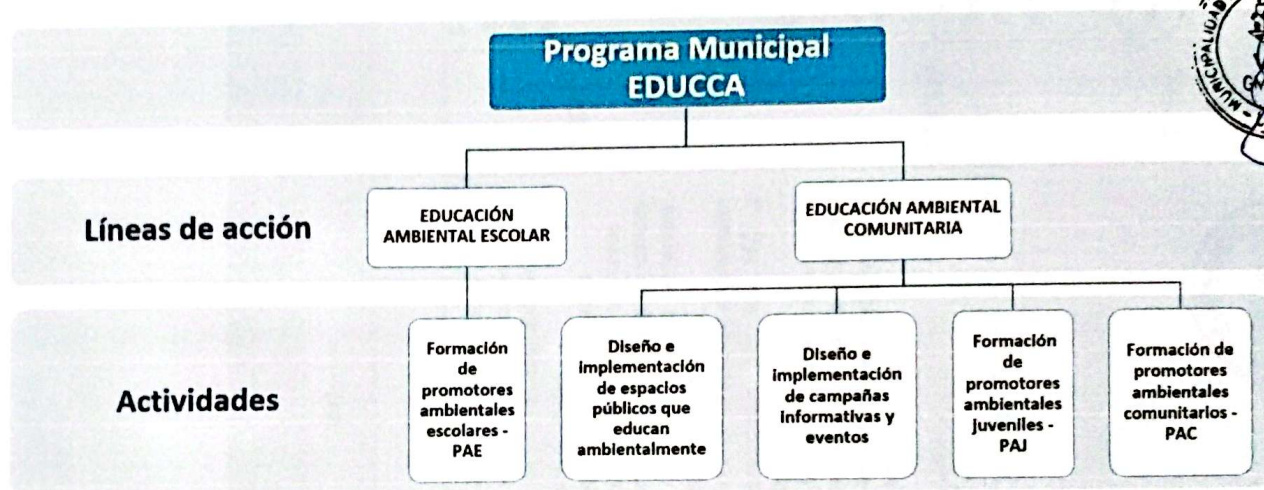 Programa Municipal
EDUCCA
MUNICIPALIDAD
Líneas de acción
EDUCACIÓN
AMBIENTAL ESCOLAR
EDUCACIÓN AMBIENTAL
COMUNITARIA
Actividades
Formación
de
promotores
ambientales
escolares -
PAE
Diseño e
implementación
de espacios
públicos que
educan
ambientalmente
Diseño e
implementación
de campañas
informativas y
eventos
Formación
de
promotores
ambientales
juveniles -
PAJ
Formación de
promotores
ambientales
comunitarios -
PAC